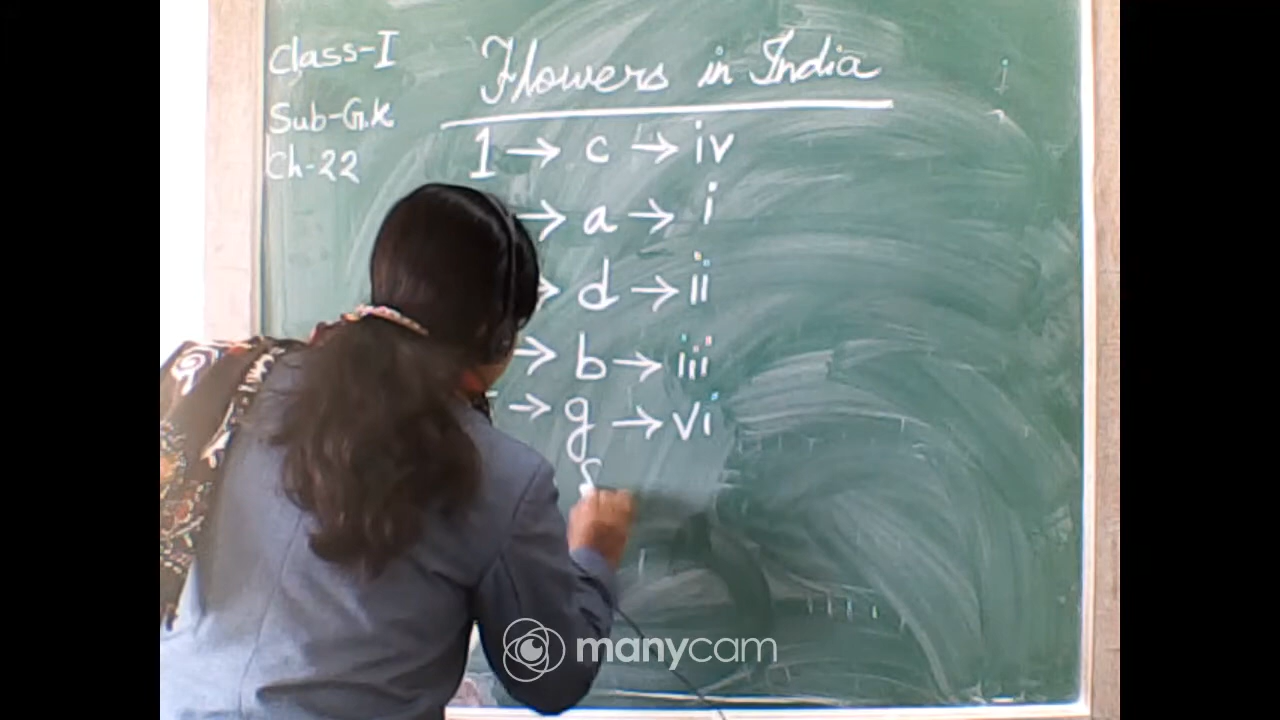 Class-I
Flowers in India
Sub-G.K
Ch-22
1 → c → iv
→ a → i
→ d → ii
→ b → iii
→ g → vi
manycam